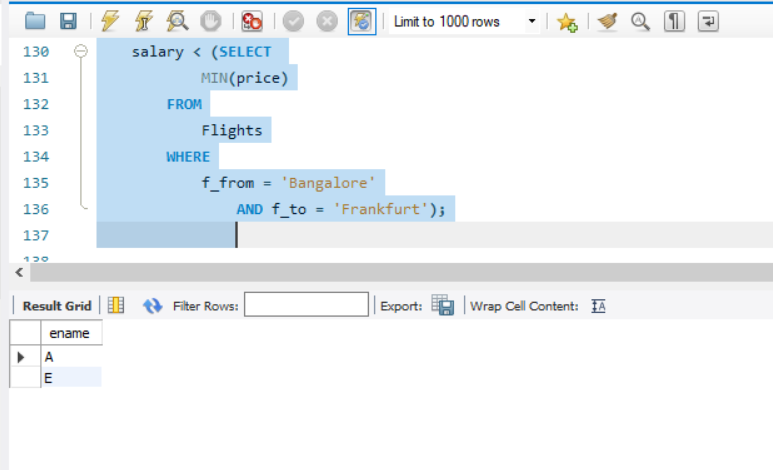 Limit to 1000 rows
130 salary < (SELECT
131 MIN(price)
132 FROM
133 Flights
134 WHERE
135 f_from = 'Bangalore'
136 AND f_to = 'Frankfurt');
137
138
Result Grid Filter Rows: Export: Wrap Cell Content:
ename
A
E